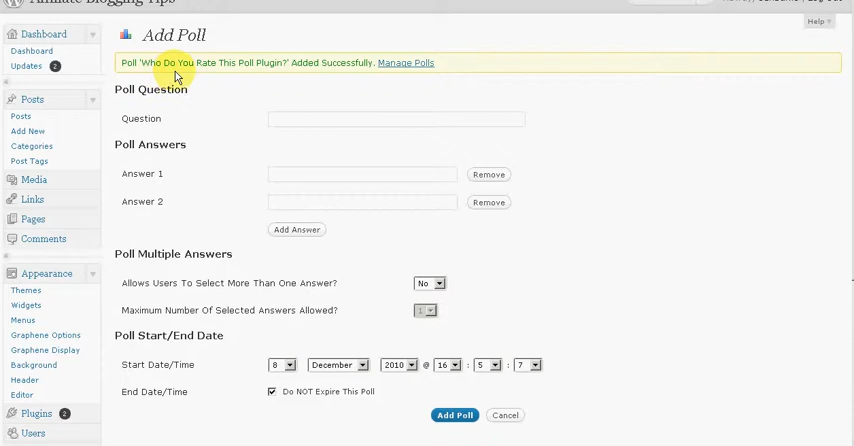 Affiliate Blogging Tips
Help
Add Poll
Poll 'Who Do You Rate This Poll Plugin?' Added Successfully. Manage Polls
Poll Question
Question
Poll Answers
Answer 1
Remove
Answer 2
Remove
Add Answer
Poll Multiple Answers
Allows Users To Select More Than One Answer?
No
Maximum Number Of Selected Answers Allowed?
1
Poll Start/End Date
Start Date/Time
8 December 2010 @ 16 : 5 : 7
End Date/Time
Do NOT Expire This Poll
Add Poll Cancel
Dashboard
Dashboard
Updates 2
Posts
Posts
Add New
Categories
Post Tags
Media
Links
Pages
Comments
Appearance
Themes
Widgets
Menus
Graphene Options
Graphene Display
Background
Header
Editor
Plugins 2
Users